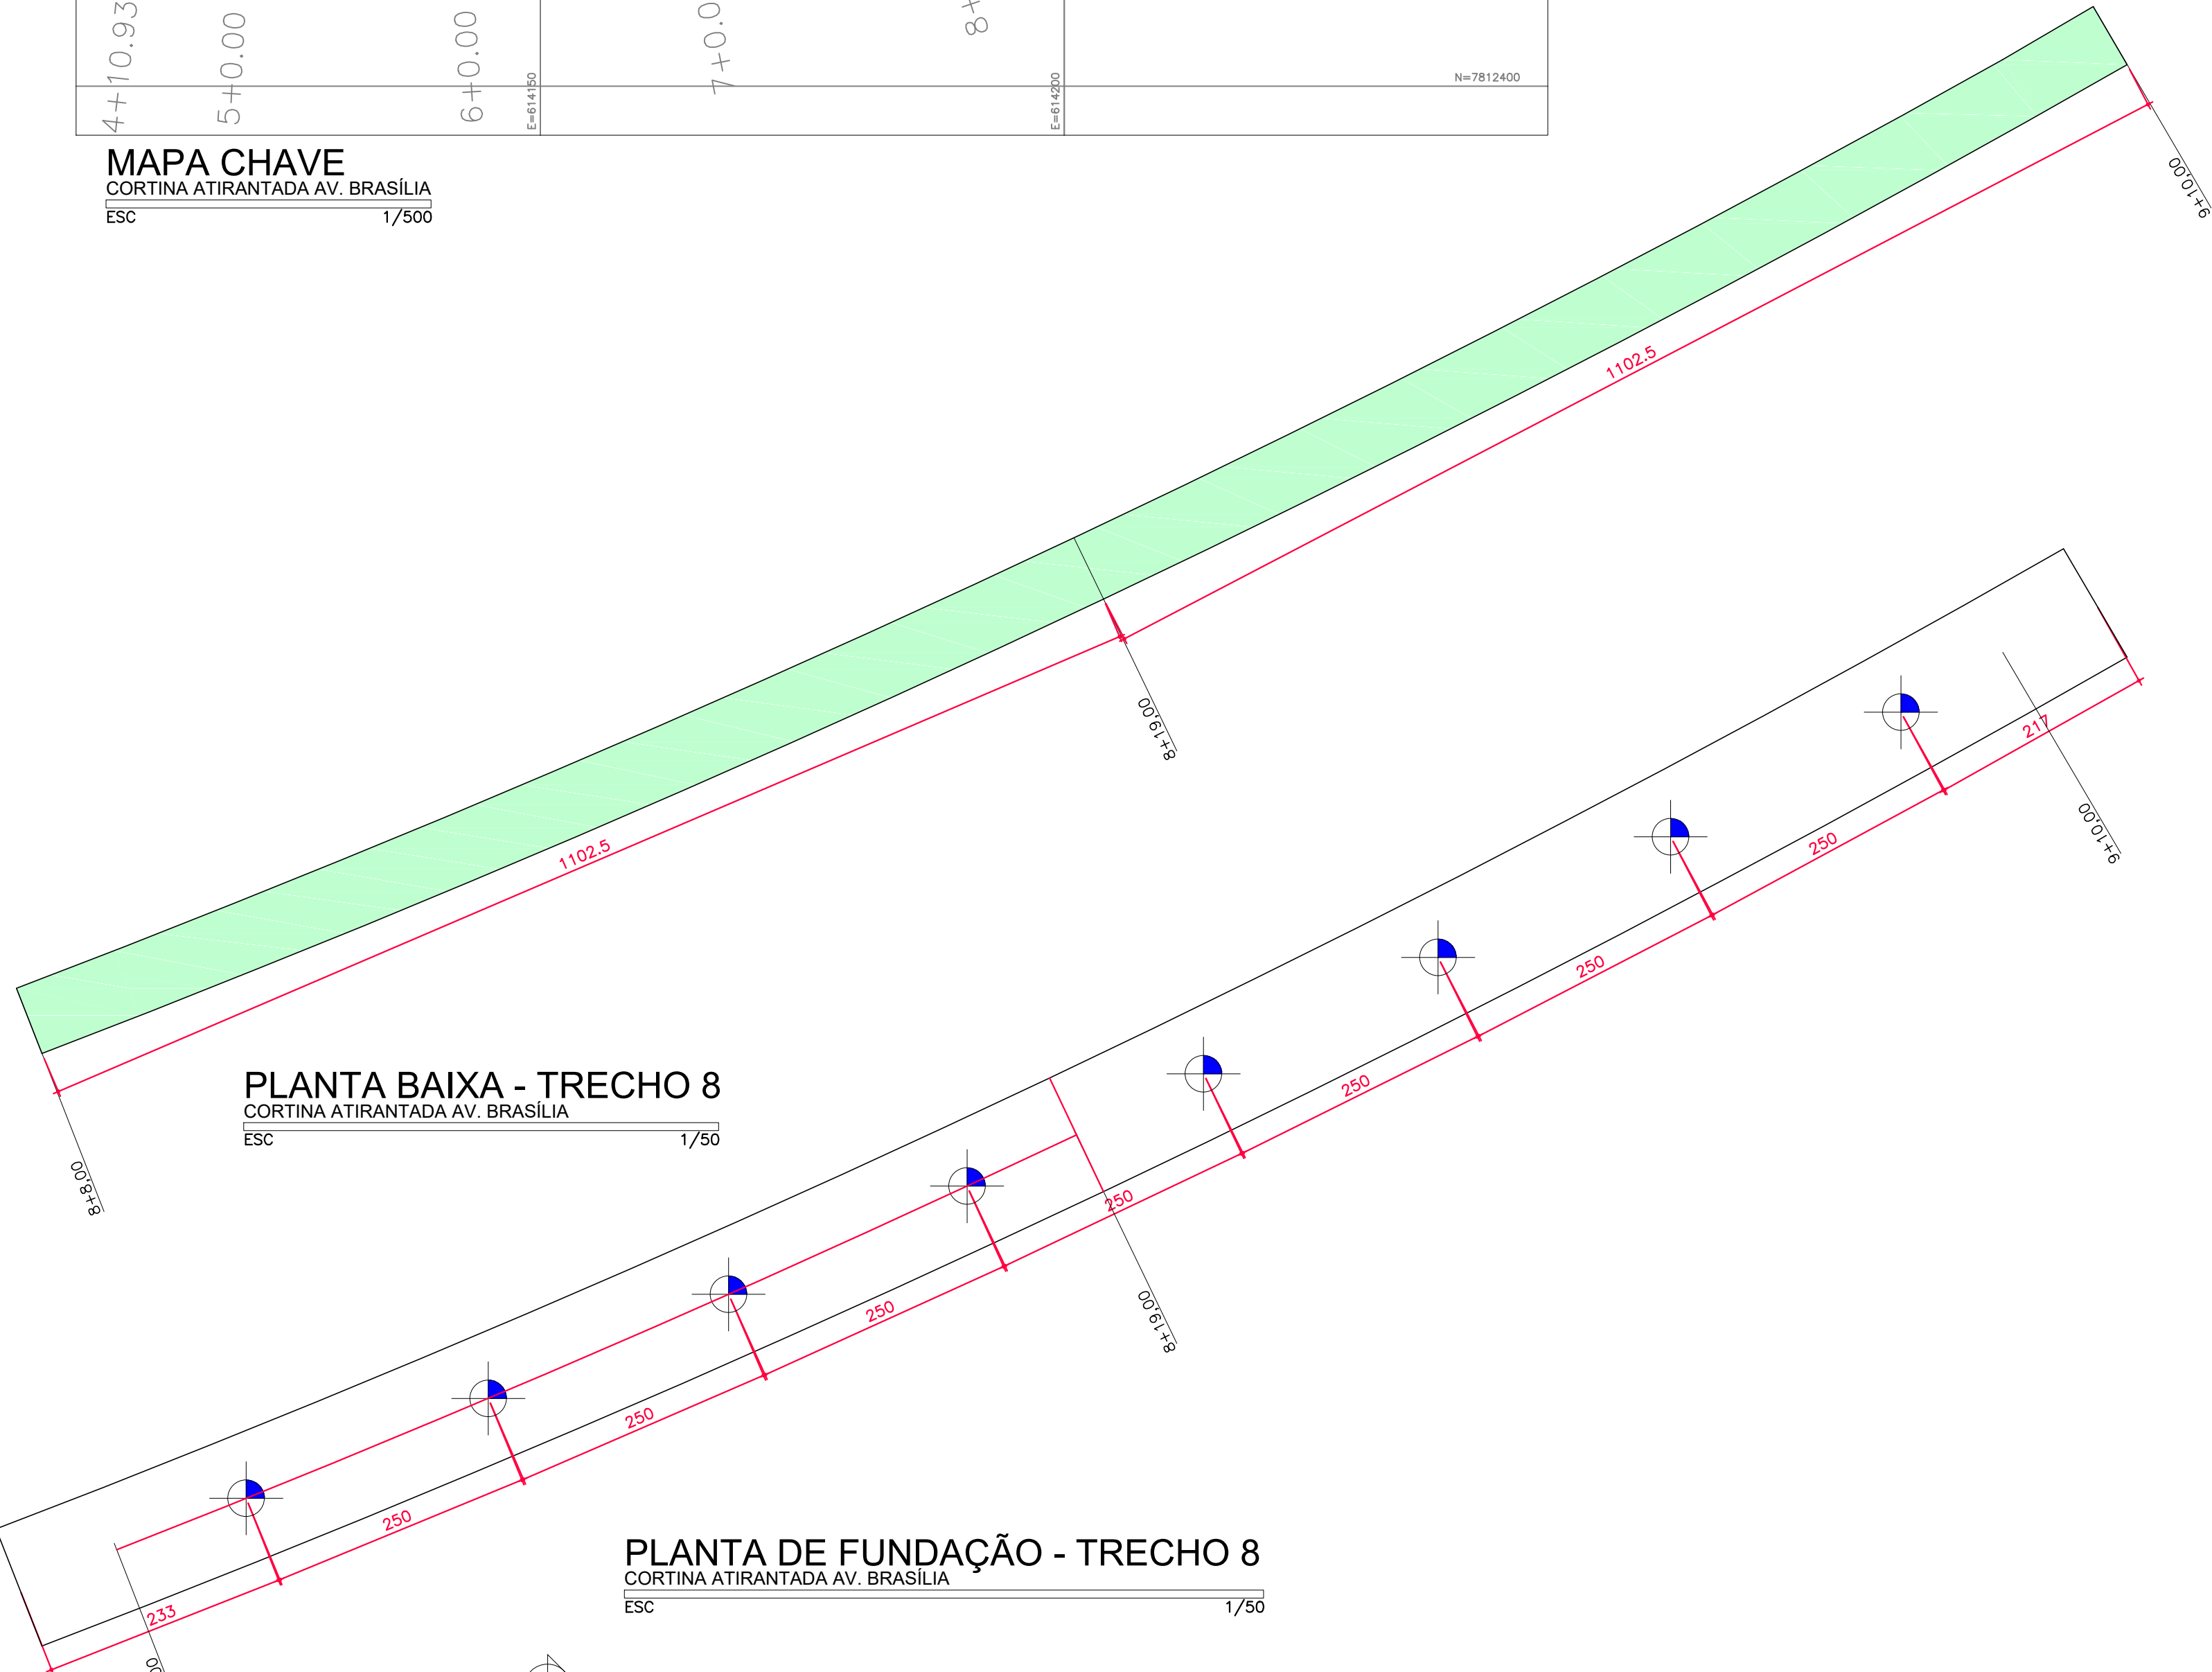 4+10.93
5+0.00
6+0.00
E=614150
7+0.0
8+
E=614200
N=7812400
MAPA CHAVE
CORTINA ATIRANTADA AV. BRASÍLIA
ESC 1/500
9+10,00
1102.5
8+19,00
1102.5
8+8,00
PLANTA BAIXA - TRECHO 8
CORTINA ATIRANTADA AV. BRASÍLIA
ESC 1/50
217
9+10,00
250
250
250
250
8+19,00
250
250
250
233
00
PLANTA DE FUNDAÇÃO - TRECHO 8
CORTINA ATIRANTADA AV. BRASÍLIA
ESC 1/50